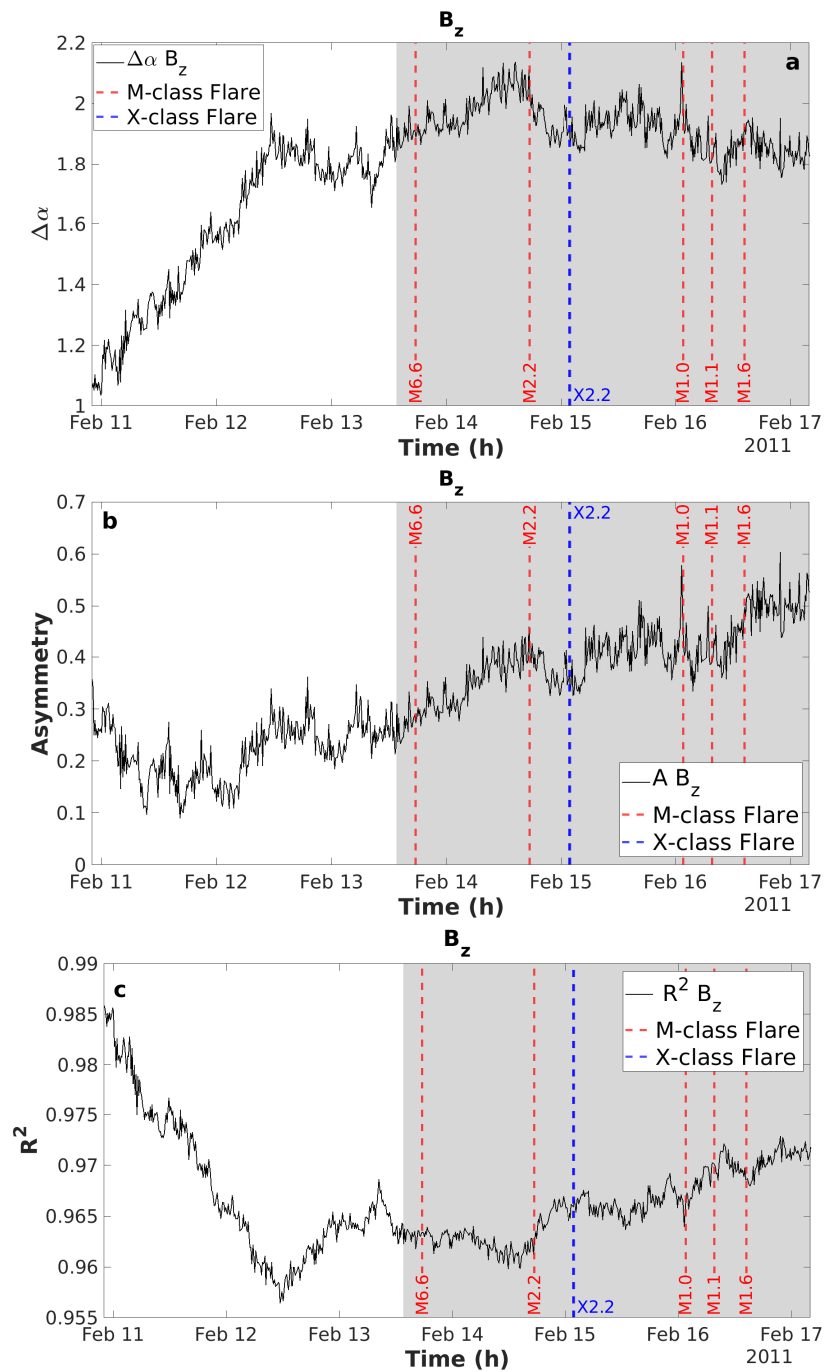 B_z
a
Δα B_z
M-class Flare
X-class Flare
2.2
2
1.8
1.6
1.4
1.2
1
Δα
M6.6
M2.2
X2.2
M1.0
M1.1
M1.6
Feb 11 Feb 12 Feb 13 Feb 14 Feb 15 Feb 16 Feb 17
Time (h)
2011
B_z
b
0.7
0.6
0.5
0.4
0.3
0.2
0.1
0
Asymmetry
M6.6
M2.2
X2.2
M1.0
M1.1
M1.6
A B_z
M-class Flare
X-class Flare
Feb 11 Feb 12 Feb 13 Feb 14 Feb 15 Feb 16 Feb 17
Time (h)
2011
B_z
c
0.99
0.985
0.98
0.975
0.97
0.965
0.96
0.955
R²
R² B_z
M-class Flare
X-class Flare
M6.6
M2.2
X2.2
M1.0
M1.1
M1.6
Feb 11 Feb 12 Feb 13 Feb 14 Feb 15 Feb 16 Feb 17
Time (h)
2011